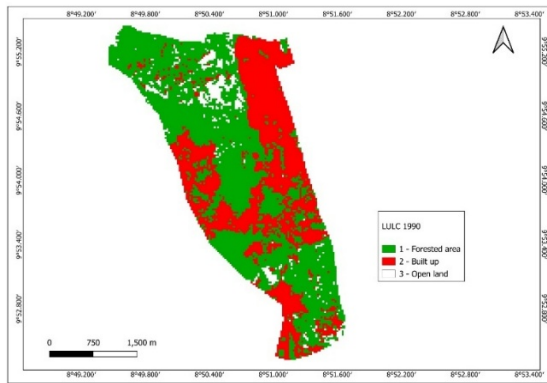 8°49.200' 8°49.800' 8°50.400' 8°51.000' 8°51.600' 8°52.200' 8°52.800' 8°53.400'
9°55.200' 9°55.200'
9°54.600' 9°54.600'
9°54.000' 9°54.000'
LULC 1990
9°53.400' 9°53.400'
1 - Forested area
2 - Built up
3 - Open land
9°52.800' 9°52.800'
0 750 1,500 m
8°49.200' 8°49.800' 8°50.400' 8°51.000' 8°51.600' 8°52.200' 8°52.800' 8°53.400'